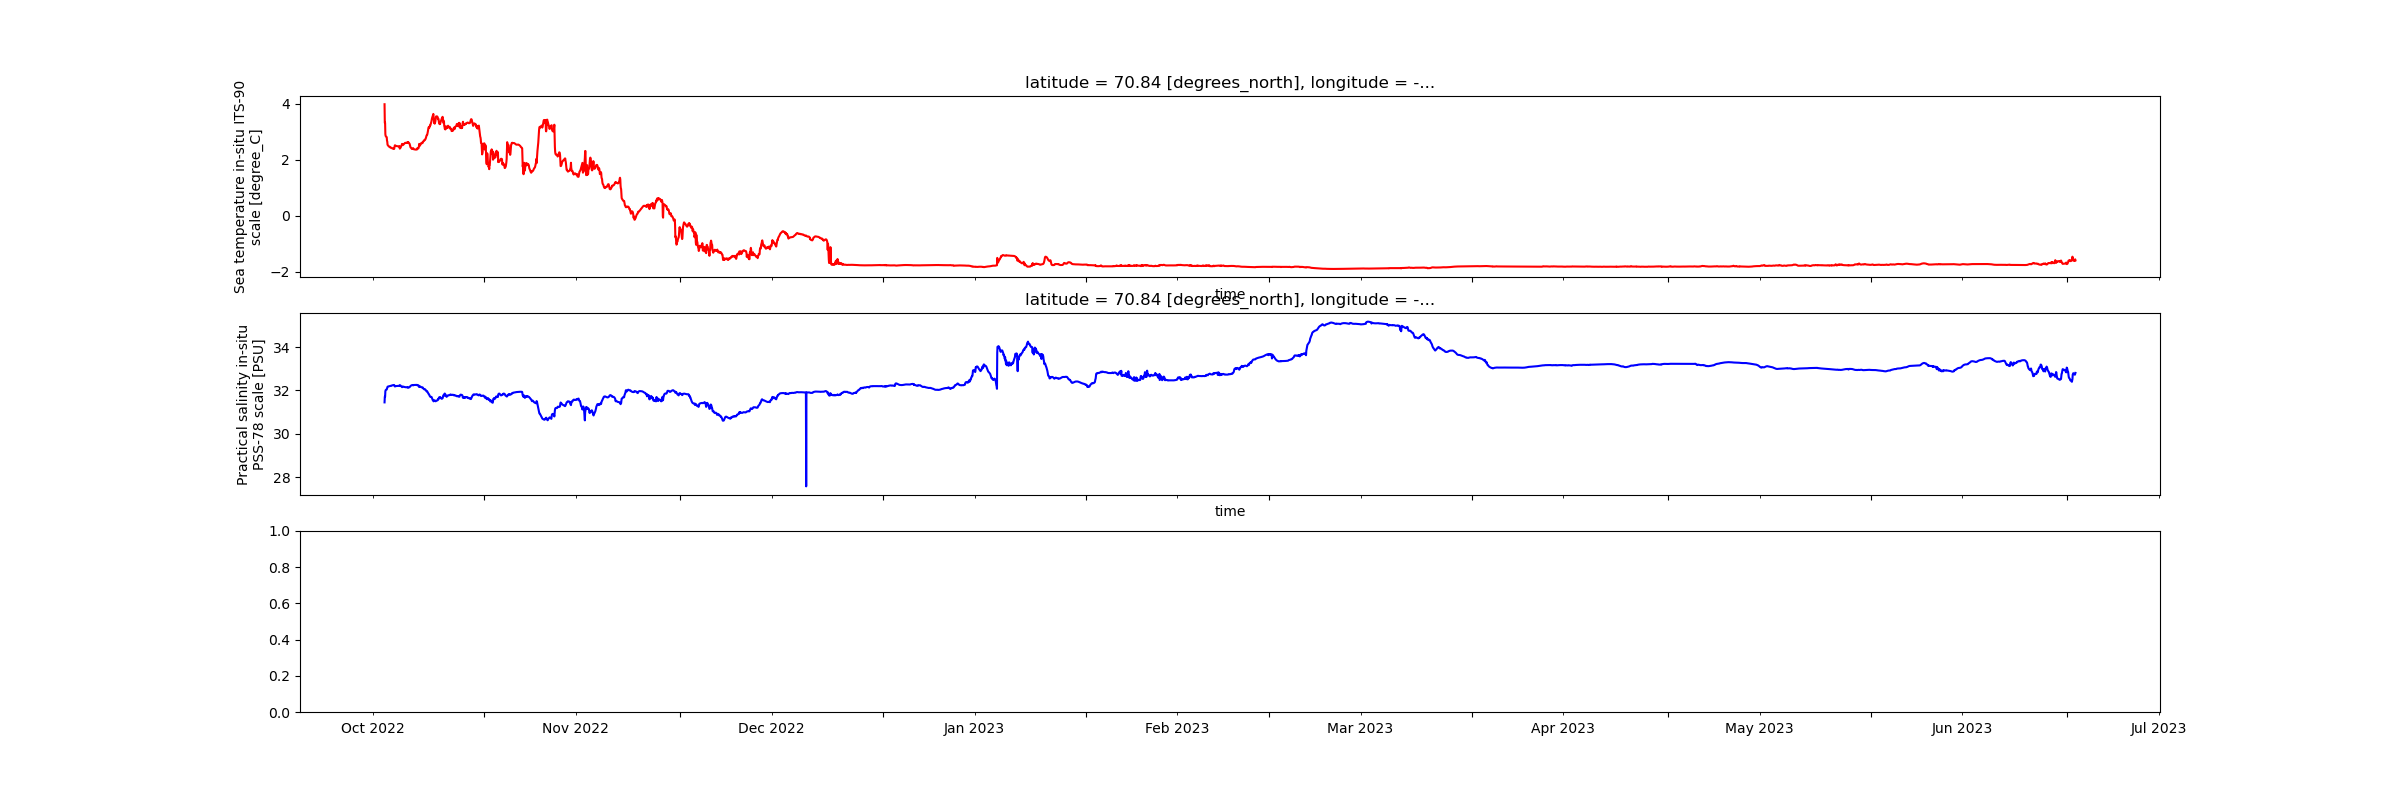 latitude = 70.84 [degrees_north], longitude = -...
Sea temperature in-situ ITS-90
scale [degree_C]
4
2
0
−2
time
latitude = 70.84 [degrees_north], longitude = -...
Practical salinity in-situ
PSS-78 scale [PSU]
34
32
30
28
time
1.0
0.8
0.6
0.4
0.2
0.0
Oct 2022 Nov 2022 Dec 2022 Jan 2023 Feb 2023 Mar 2023 Apr 2023 May 2023 Jun 2023 Jul 2023